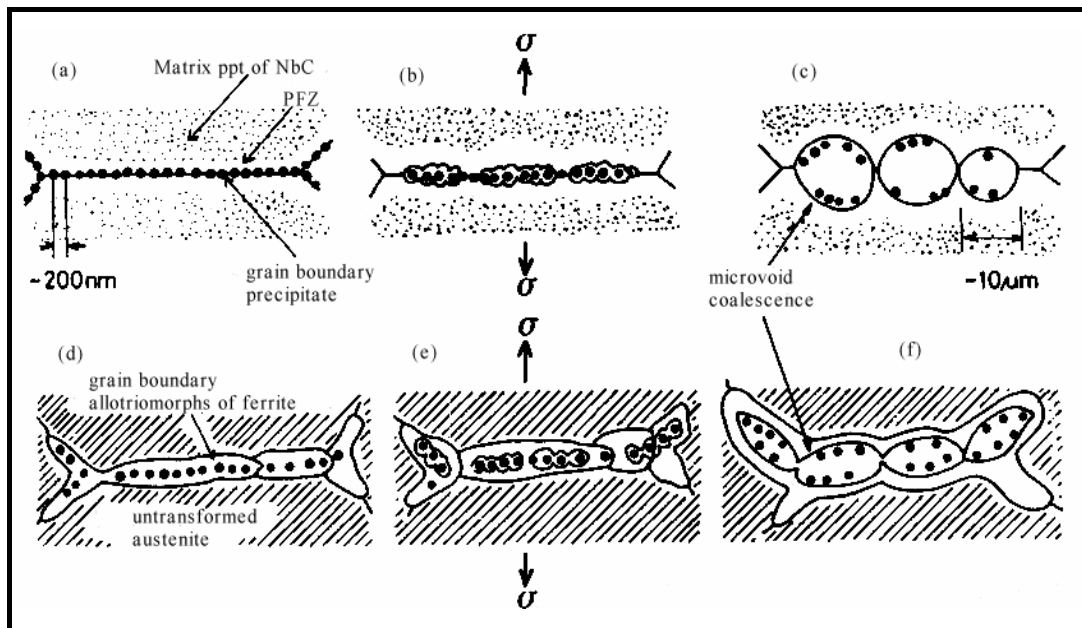 (a)
Matrix ppt of NbC
PFZ
~200nm
grain boundary
precipitate
σ
(b)
σ
(c)
microvoid
coalescence
~10μm
(d)
grain boundary
allotriomorphs of ferrite
untransformed
austenite
σ
(e)
σ
(f)